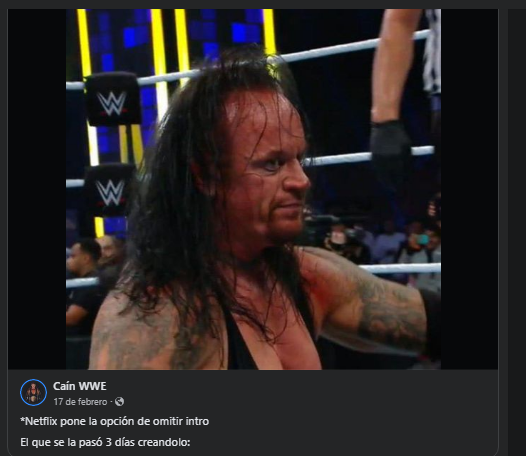 W
W
Caín WWE
17 de febrero ·
*Netflix pone la opción de omitir intro
El que se la pasó 3 días creandolo: